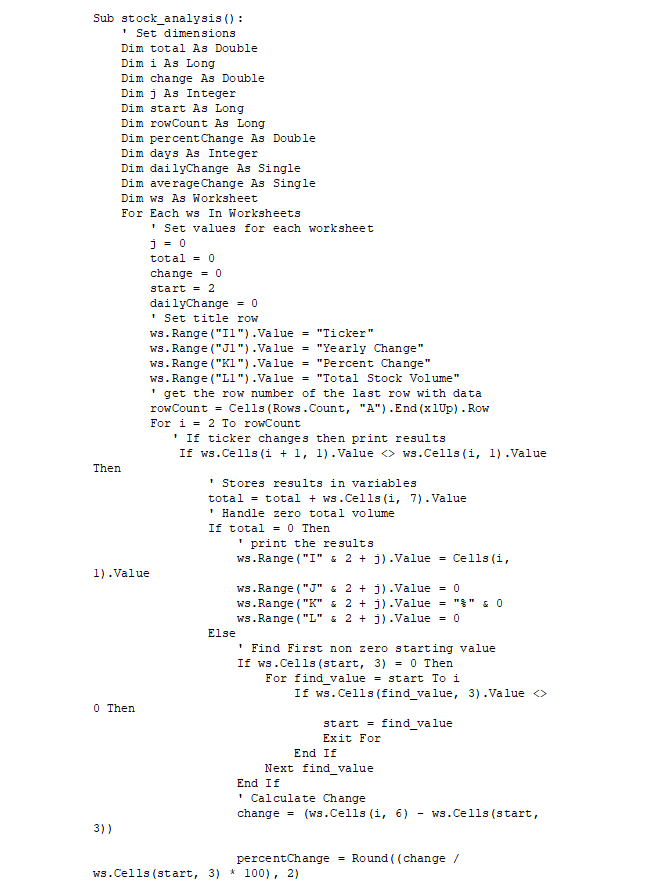 Sub stock_analysis():
    ' Set dimensions
    Dim total As Double
    Dim i As Long
    Dim change As Double
    Dim j As Integer
    Dim start As Long
    Dim rowCount As Long
    Dim percentChange As Double
    Dim days As Integer
    Dim dailyChange As Single
    Dim averageChange As Single
    Dim ws As Worksheet
    For Each ws In Worksheets
        ' Set values for each worksheet
        j = 0
        total = 0
        change = 0
        start = 2
        dailyChange = 0
        ' Set title row
        ws.Range("I1").Value = "Ticker"
        ws.Range("J1").Value = "Yearly Change"
        ws.Range("K1").Value = "Percent Change"
        ws.Range("L1").Value = "Total Stock Volume"
        ' get the row number of the last row with data
        rowCount = Cells(Rows.Count, "A").End(xlUp).Row
        For i = 2 To rowCount
           ' If ticker changes then print results
            If ws.Cells(i + 1, 1).Value <> ws.Cells(i, 1).Value
Then
                ' Stores results in variables
                total = total + ws.Cells(i, 7).Value
                ' Handle zero total volume
                If total = 0 Then
                    ' print the results
                    ws.Range("I" & 2 + j).Value = Cells(i,
1).Value
                    ws.Range("J" & 2 + j).Value = 0
                    ws.Range("K" & 2 + j).Value = "%" & 0
                    ws.Range("L" & 2 + j).Value = 0
                Else
                    ' Find First non zero starting value
                    If ws.Cells(start, 3) = 0 Then
                        For find_value = start To i
                            If ws.Cells(find_value, 3).Value <>
0 Then
                                start = find_value
                                Exit For
                            End If
                        Next find_value
                    End If
                    ' Calculate Change
                    change = (ws.Cells(i, 6) - ws.Cells(start,
3))
                    percentChange = Round((change /
ws.Cells(start, 3) * 100), 2)